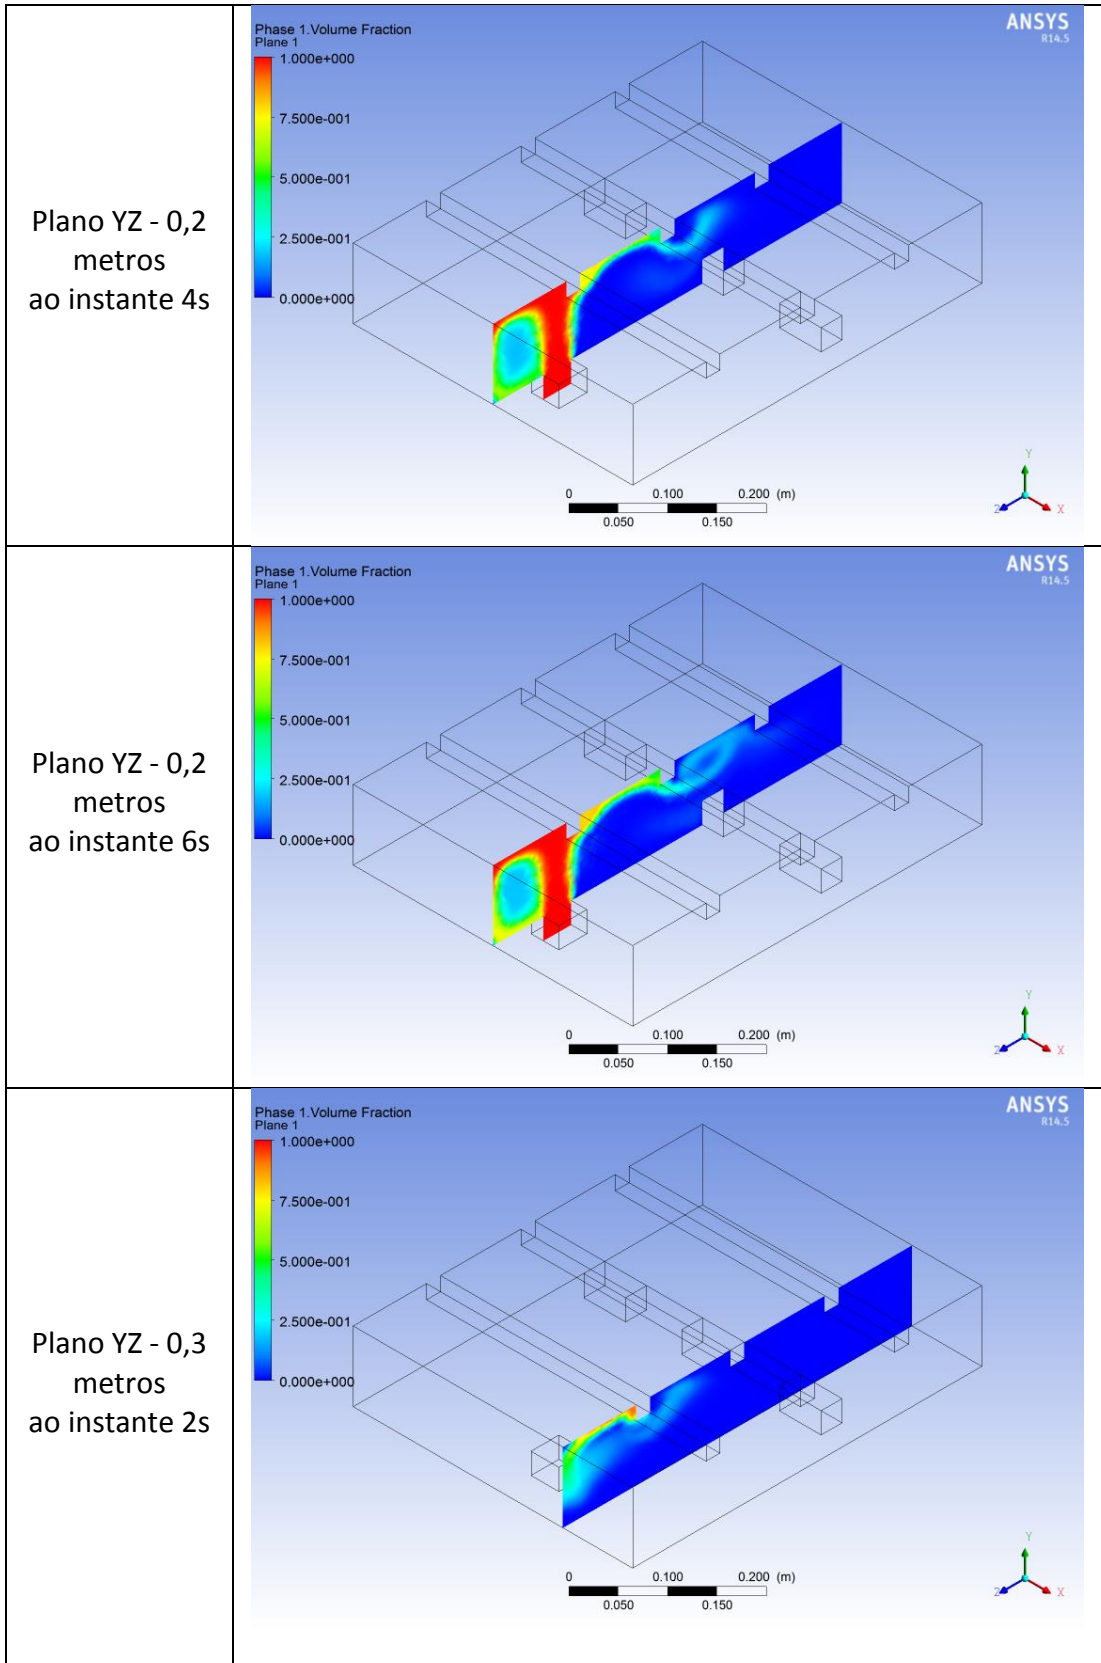 Plano YZ - 0,2
metros
ao instante 4s
Phase 1.Volume Fraction
Plane 1
1.000e+000
7.500e-001
5.000e-001
2.500e-001
0.000e+000
ANSYS
R14.5
0 0.100 0.200 (m)
0.050 0.150
Y
Z X
Plano YZ - 0,2
metros
ao instante 6s
Phase 1.Volume Fraction
Plane 1
1.000e+000
7.500e-001
5.000e-001
2.500e-001
0.000e+000
ANSYS
R14.5
0 0.100 0.200 (m)
0.050 0.150
Y
Z X
Plano YZ - 0,3
metros
ao instante 2s
Phase 1.Volume Fraction
Plane 1
1.000e+000
7.500e-001
5.000e-001
2.500e-001
0.000e+000
ANSYS
R14.5
0 0.100 0.200 (m)
0.050 0.150
Y
Z X